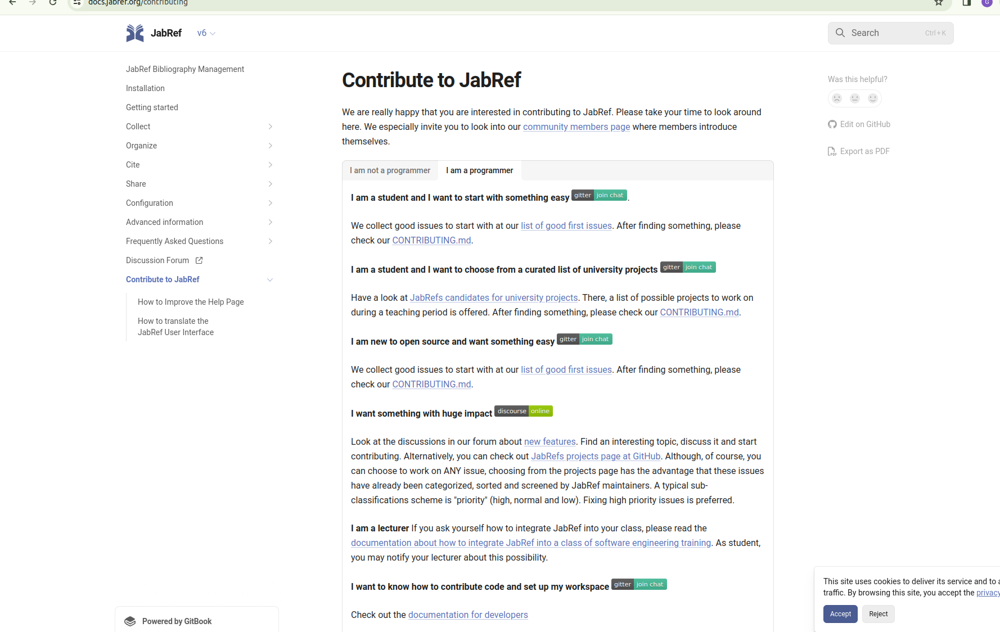 docs.jabref.org/contributing
G
JabRef
v6
Search
Ctrl + K
JabRef Bibliography Management
Installation
Getting started
Collect
Organize
Cite
Share
Configuration
Advanced information
Frequently Asked Questions
Discussion Forum
Contribute to JabRef
How to Improve the Help Page
How to translate the
JabRef User Interface
Powered by GitBook
Contribute to JabRef
We are really happy that you are interested in contributing to JabRef. Please take your time to look around
here. We especially invite you to look into our community members page where members introduce
themselves.
I am not a programmer
I am a programmer
I am a student and I want to start with something easy gitter join chat.
We collect good issues to start with at our list of good first issues. After finding something, please
check our CONTRIBUTING.md.
I am a student and I want to choose from a curated list of university projects gitter join chat
Have a look at JabRefs candidates for university projects. There, a list of possible projects to work on
during a teaching period is offered. After finding something, please check our CONTRIBUTING.md.
I am new to open source and want something easy gitter join chat
We collect good issues to start with at our list of good first issues. After finding something, please
check our CONTRIBUTING.md.
I want something with huge impact discourse online
Look at the discussions in our forum about new features. Find an interesting topic, discuss it and start
contributing. Alternatively, you can check out JabRefs projects page at GitHub. Although, of course, you
can choose to work on ANY issue, choosing from the projects page has the advantage that these issues
have already been categorized, sorted and screened by JabRef maintainers. A typical sub-
classifications scheme is "priority" (high, normal and low). Fixing high priority issues is preferred.
I am a lecturer If you ask yourself how to integrate JabRef into your class, please read the
documentation about how to integrate JabRef into a class of software engineering training. As student,
you may notify your lecturer about this possibility.
I want to know how to contribute code and set up my workspace gitter join chat
Check out the documentation for developers
Was this helpful?
Edit on GitHub
PDF
Export as PDF
This site uses cookies to deliver its service and to a
traffic. By browsing this site, you accept the privacy
Accept
Reject